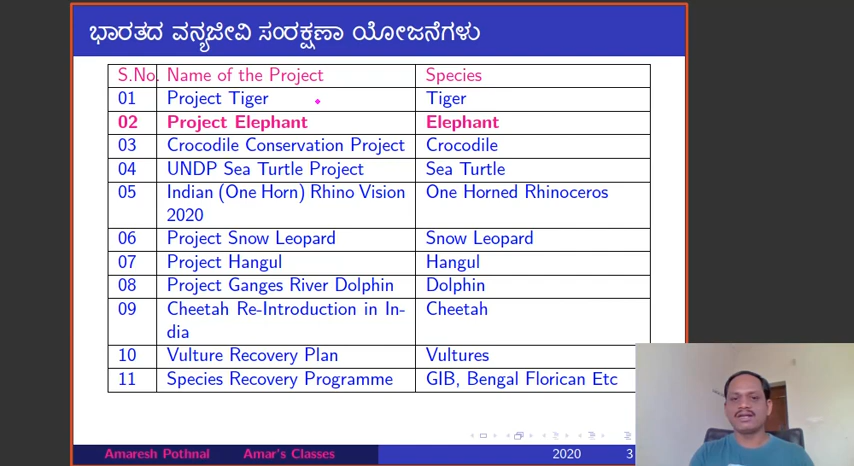 ಭಾರತದ ವನ್ಯಜೀವಿ ಸಂರಕ್ಷಣಾ ಯೋಜನೆಗಳು
S.No. Name of the Project Species
01 Project Tiger Tiger
02 Project Elephant Elephant
03 Crocodile Conservation Project Crocodile
04 UNDP Sea Turtle Project Sea Turtle
05 Indian (One Horn) Rhino Vision One Horned Rhinoceros
2020
06 Project Snow Leopard Snow Leopard
07 Project Hangul Hangul
08 Project Ganges River Dolphin Dolphin
09 Cheetah Re-Introduction in In- Cheetah
dia
10 Vulture Recovery Plan Vultures
11 Species Recovery Programme GIB, Bengal Florican Etc
Amaresh Pothnal Amar's Classes 2020 3